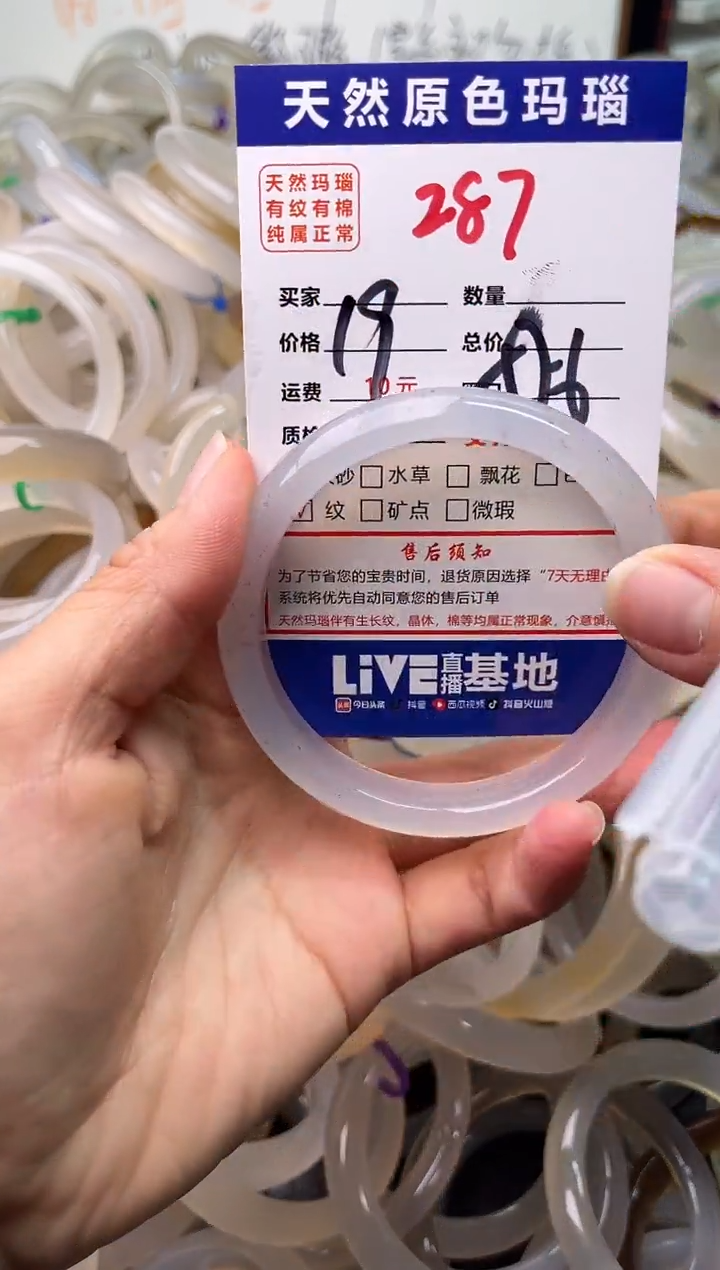 天然原色玛瑙
天然玛瑙
有纹有棉
纯属正常
287
买家 数量
19
价格 总价
运费 10元
质检
砂 水草 飘花
纹 矿点 微瑕
售后须知
为了节省您的宝贵时间，退货原因选择“7天无理由
系统将优先自动同意您的售后订单
天然玛瑙伴有生长纹，晶体，棉等均属正常现象，介意慎拍
LiVE直播基地
今日头条 抖音 西瓜视频 抖音火山版